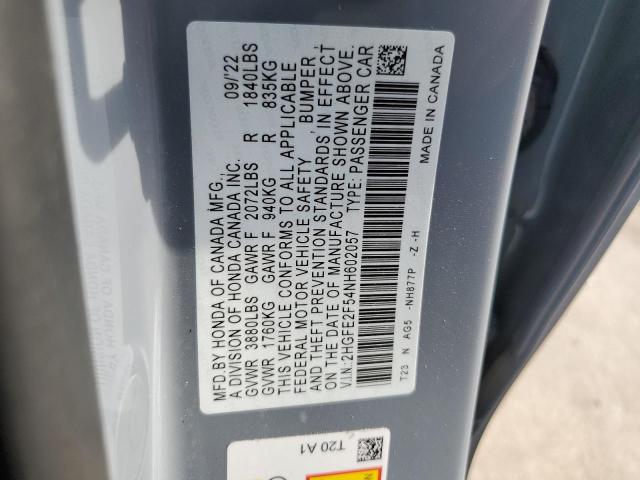 MFD.BY HONDA OF CANADA MFG., 09/'22
A DIVISION OF HONDA CANADA INC.
GVWR 3880LBS GAWR F 2072LBS R 1840LBS
GVWR 1760KG GAWR F 940KG R 835KG
THIS VEHICLE CONFORMS TO ALL APPLICABLE
FEDERAL MOTOR VEHICLE SAFETY, BUMPER,
AND THEFT PREVENTION STANDARDS IN EFFECT
ON THE DATE OF MANUFACTURE SHOWN ABOVE.
V.I.N.:2HGFE2F54NH602057 TYPE: PASSENGER CAR
T23 N AG5 -NH877P -Z -H MADE IN CANADA
T20 A1